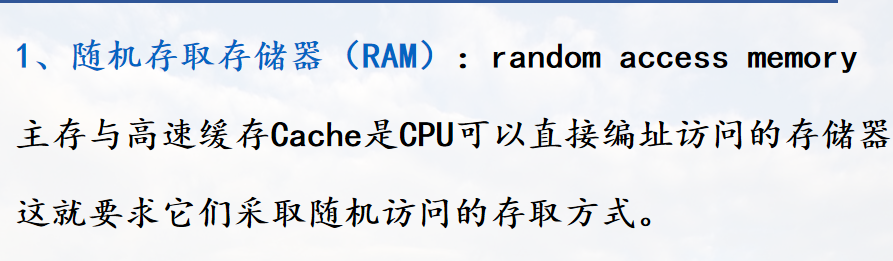 1、随机存取存储器（RAM）：random access memory
主存与高速缓存Cache是CPU可以直接编址访问的存储器
这就要求它们采取随机访问的存取方式。